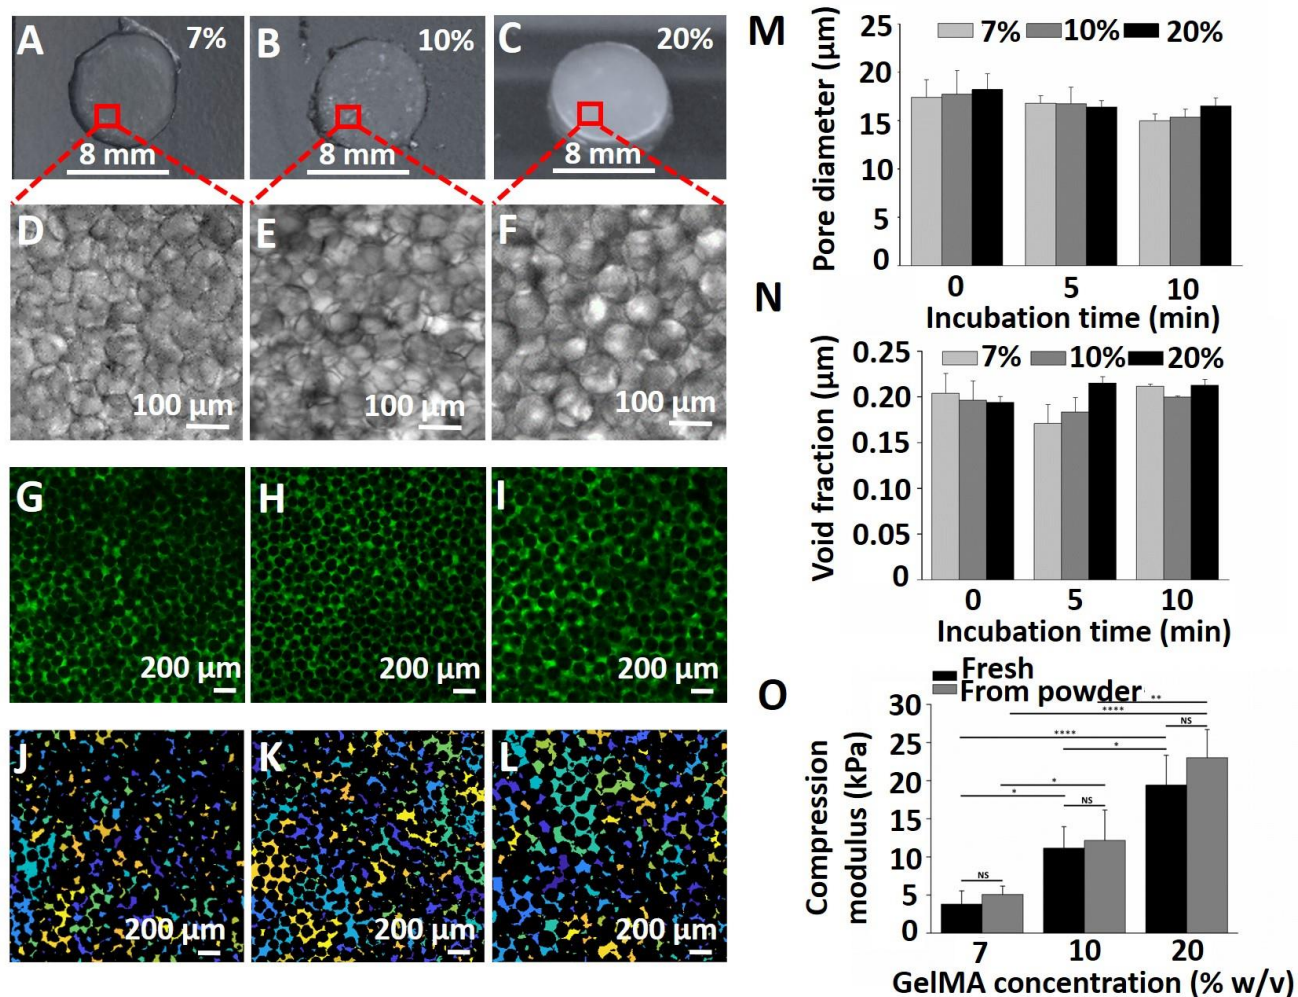 A
7%
B
10%
C
20%
8 mm
8 mm
8 mm
D
E
F
100 µm
100 µm
100 µm
G
H
I
200 µm
200 µm
200 µm
J
K
L
200 µm
200 µm
200 µm
M
Pore diameter (µm)
25
20
15
10
5
0
7%
10%
20%
0
5
10
Incubation time (min)
N
Void fraction (µm)
0.25
0.20
0.15
0.10
0.05
0
7%
10%
20%
0
5
10
Incubation time (min)
O
Fresh
From powder
Compression
modulus (kPa)
30
25
20
15
10
5
0
**
****
NS
****
*
*
*
NS
NS
7
10
20
GelMA concentration (% w/v)